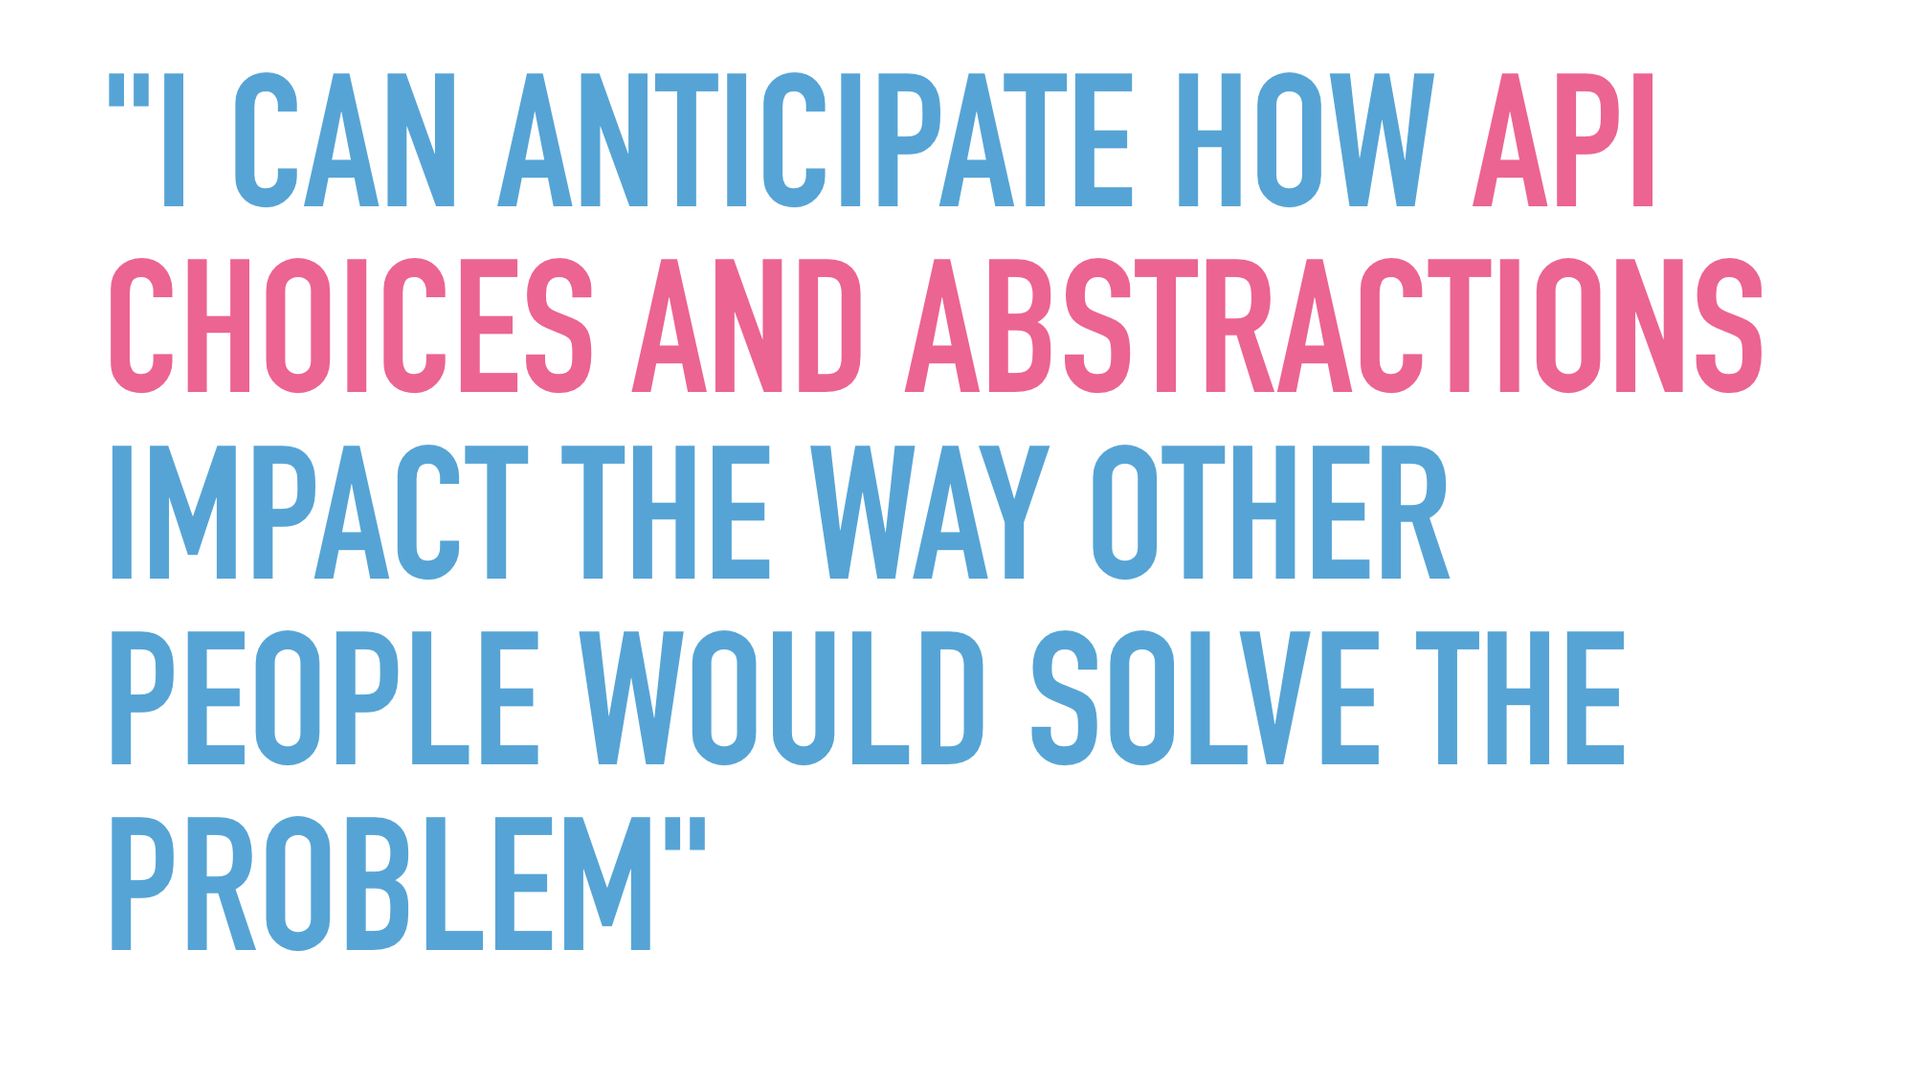 "I CAN ANTICIPATE HOW API
CHOICES AND ABSTRACTIONS
IMPACT THE WAY OTHER
PEOPLE WOULD SOLVE THE
PROBLEM"